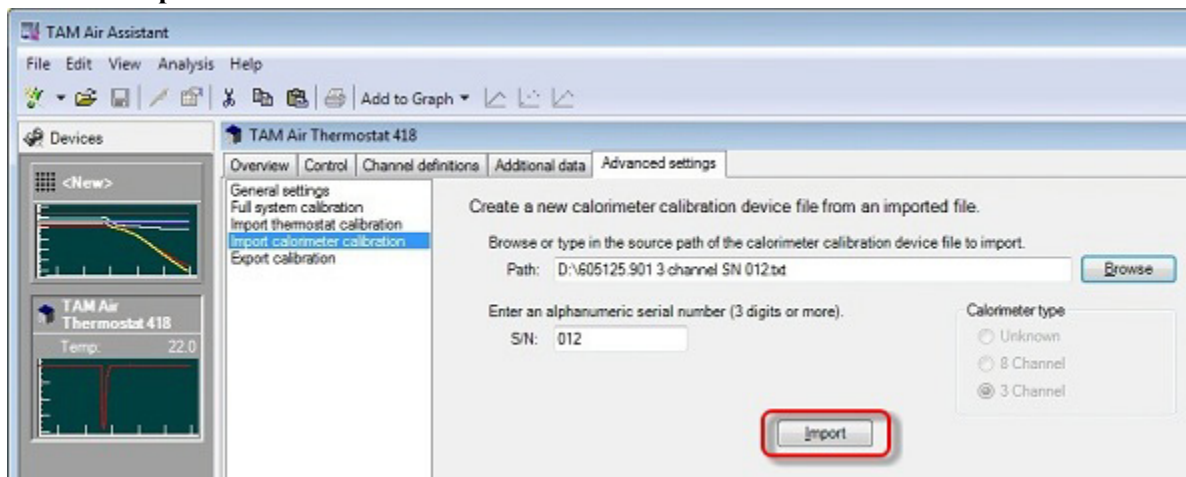 TAM Air Assistant
File Edit View Analysis Help
Add to Graph
Devices
TAM Air Thermostat 418
<New>
Overview Control Channel definitions Additional data Advanced settings
General settings
Full system calibration
Import thermostat calibration
Import calorimeter calibration
Export calibration
Create a new calorimeter calibration device file from an imported file.
Browse or type in the source path of the calorimeter calibration device file to import.
Path: D:\605125.901 3 channel SN 012.txt Browse
Enter an alphanumeric serial number (3 digits or more).
S/N: 012
Calorimeter type
Unknown
8 Channel
3 Channel
Import
TAM Air
Thermostat 418
Temp: 22.0